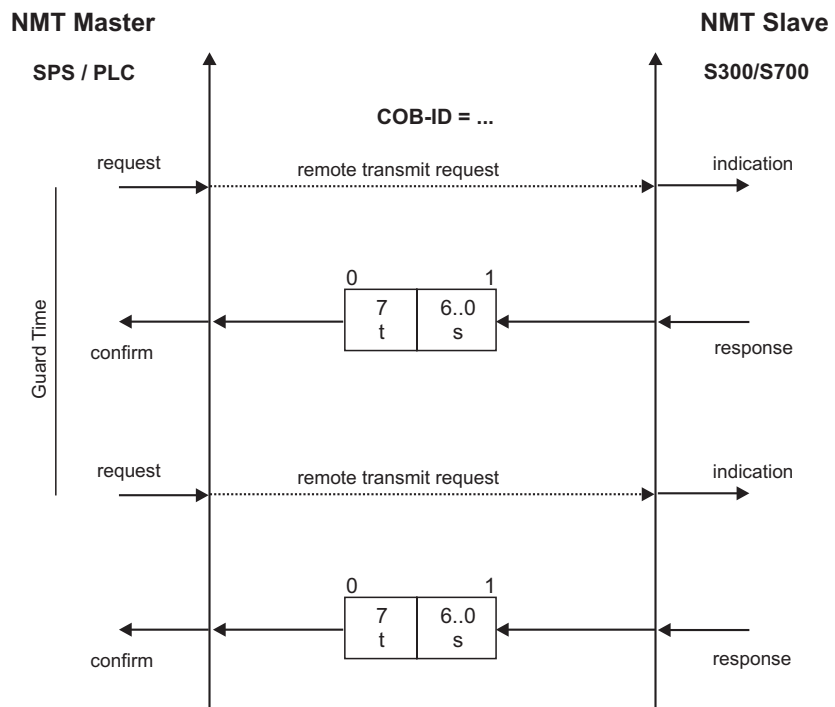 NMT Master
NMT Slave
SPS / PLC
S300/S700
COB-ID = ...
request
remote transmit request
indication
0 1
7 6..0
t s
confirm
response
Guard Time
request
remote transmit request
indication
0 1
7 6..0
t s
confirm
response